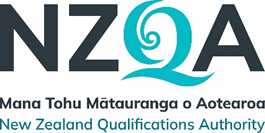 NZQA
Mana Tohu Mātauranga o Aotearoa
New Zealand Qualifications Authority